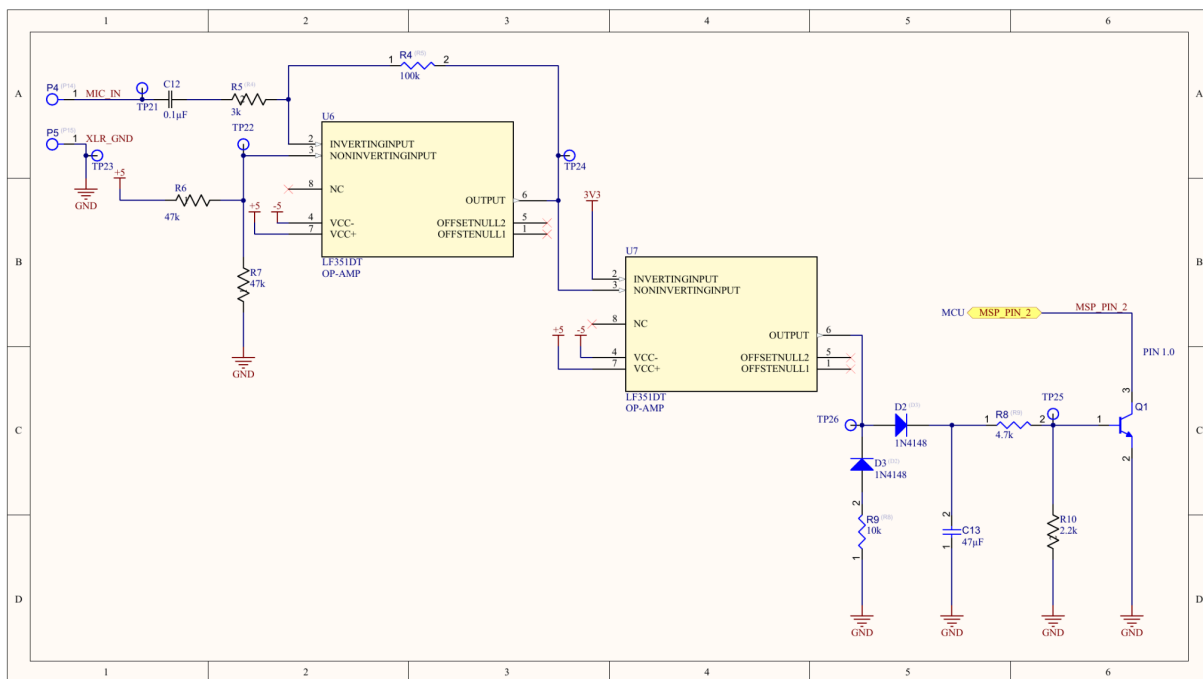 1 2 3 4 5 6
A
B
C
D
A
B
C
D
P4 (P14)
1
MIC_IN
TP21
C12
0.1µF
R5 (R4)
3k
1 R4 (R5) 2
100k
P5 (P15)
1
XLR_GND
TP23
GND
TP22
+5
R6
47k
R7
47k
GND
+5 -5
U6
2 INVERTINGINPUT
3 NONINVERTINGINPUT
8 NC
OUTPUT 6
4 VCC-
7 VCC+
OFFSETNULL2 5
OFFSTENULL1 1
LF351DT
OP-AMP
TP24
3V3
+5 -5
U7
2 INVERTINGINPUT
3 NONINVERTINGINPUT
8 NC
OUTPUT 6
4 VCC-
7 VCC+
OFFSETNULL2 5
OFFSTENULL1 1
LF351DT
OP-AMP
MCU
MSP_PIN_2
MSP_PIN_2
PIN 1.0
TP26
D2
1N4148
D3
1N4148
2
R9
10k
1
GND
2
C13
1
47µF
GND
1 R8 2
4.7k
TP25
R10
2.2k
GND
3
Q1
1
2
GND
1 2 3 4 5 6